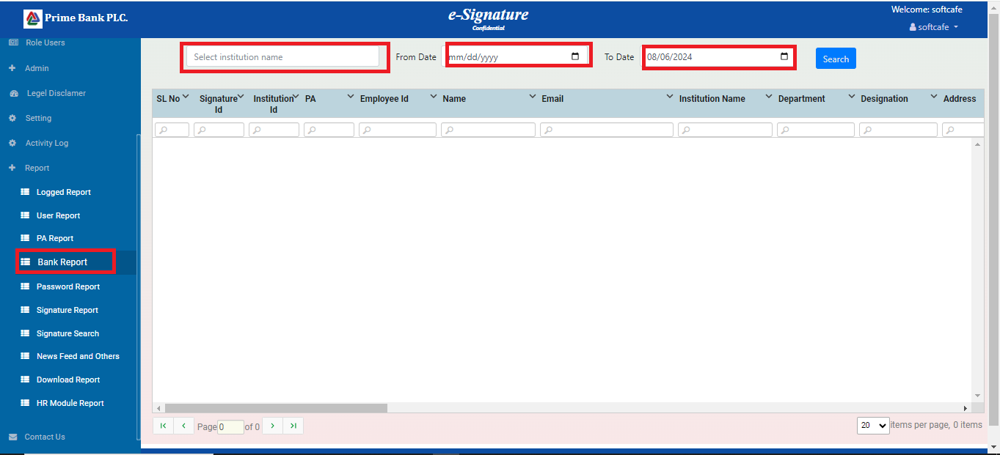 Prime Bank PLC.
e-Signature
Confidential
Welcome: softcafe
softcafe
Role Users
Admin
Legel Disclamer
Setting
Activity Log
Report
Logged Report
User Report
PA Report
Bank Report
Password Report
Signature Report
Signature Search
News Feed and Others
Download Report
HR Module Report
Contact Us
Select institution name
From Date
mm/dd/yyyy
To Date
08/06/2024
Search
SL No
Signature
Id
Institution
Id
PA
Employee Id
Name
Email
Institution Name
Department
Designation
Address
Page 0 of 0
20 items per page, 0 items